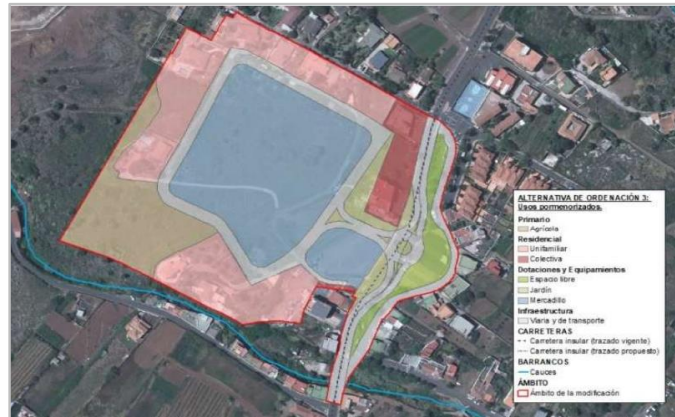 ALTERNATIVA DE ORDENACIÓN 3:
Usos pormenorizados.
Primario
Agrícola
Residencial
Unifamiliar
Colectiva
Dotaciones y Equipamientos
Espacio libre
Jardín
Mercadillo
Infraestructura
Viaria y de transporte
CARRETERAS
Carretera insular (trazado vigente)
Carretera insular (trazado propuesto)
BARRANCOS
Cauces
ÁMBITO
Ámbito de la modificación